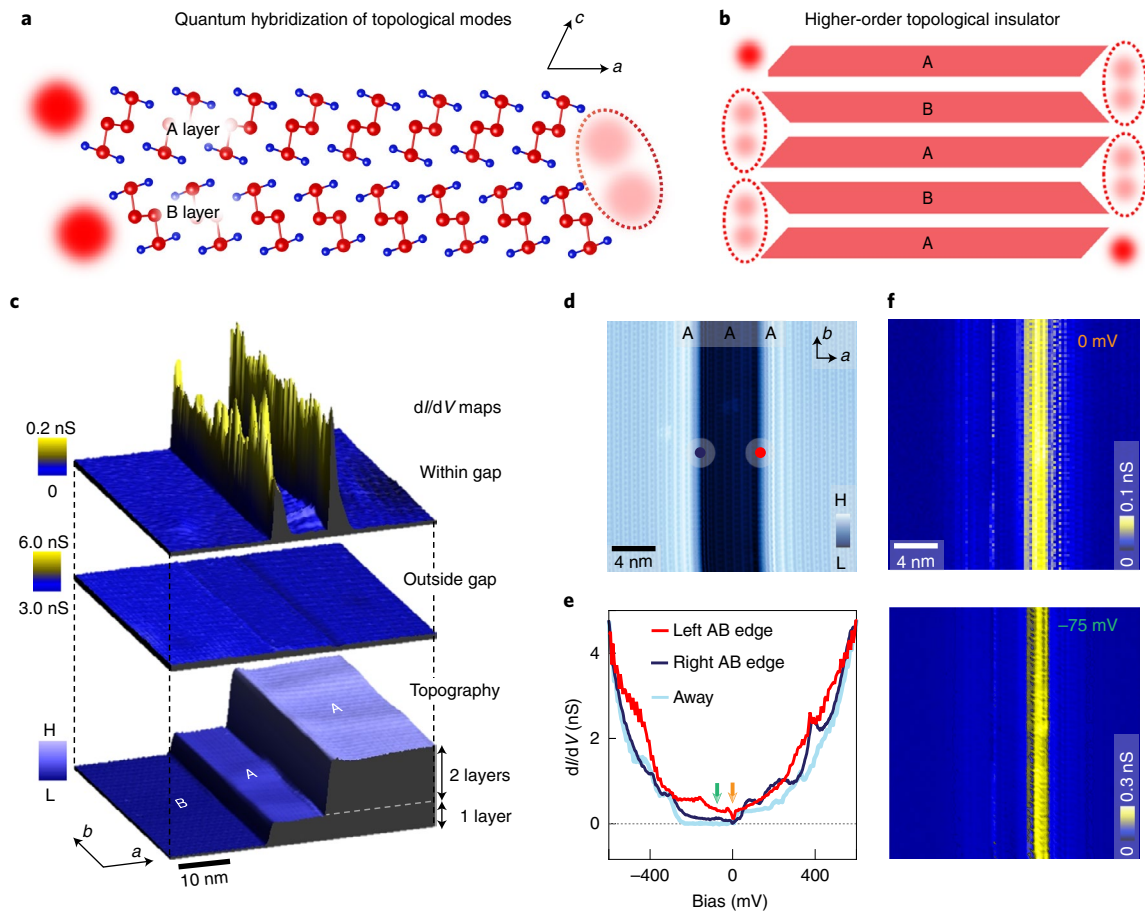 a Quantum hybridization of topological modes
c
a
A layer
B layer
b Higher-order topological insulator
A
B
A
B
A
c
dI/dV maps
0.2 nS
0
Within gap
6.0 nS
3.0 nS
Outside gap
Topography
H
L
B
A
A
2 layers
1 layer
b
a
10 nm
d
A A A
b
a
H
L
4 nm
e
dI/dV (nS)
4
2
0
Left AB edge
Right AB edge
Away
−400 0 400
Bias (mV)
f
0 mV
4 nm
0 0.1 nS
−75 mV
0 0.3 nS